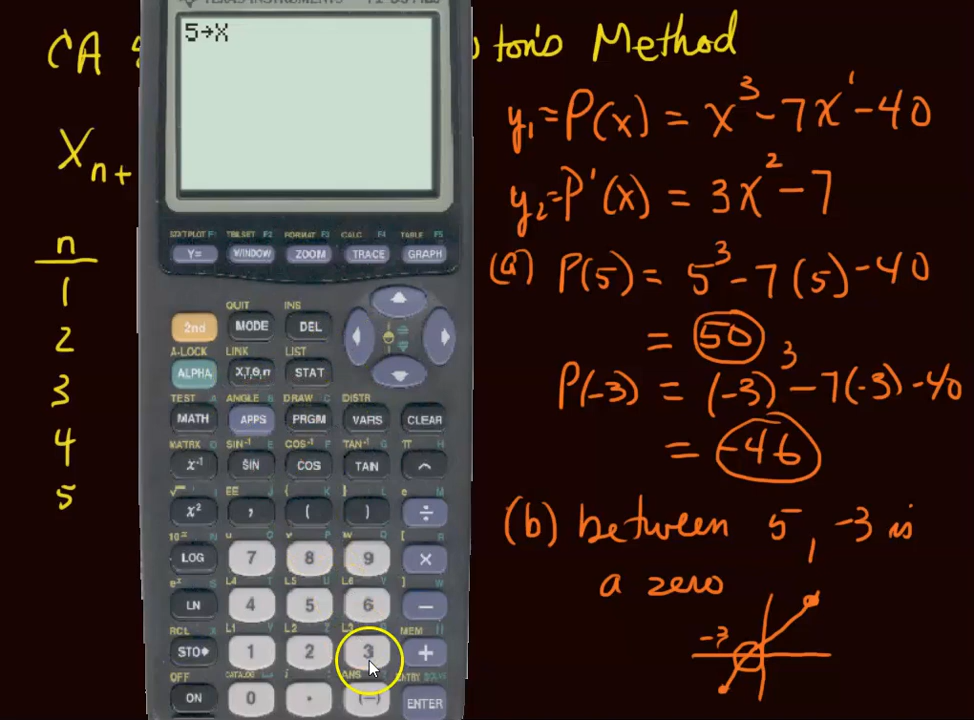 TEXAS INSTRUMENTS
5→X
CA
Method
Xn+
n
1
2
3
4
5
y₁=P(x) = x³-7x¹-40
y₂=P'(x) = 3x²-7
(a) P(5) = 5³-7(5)-40
= 50
P(-3) = (-3)³-7(-3)-40
= -46
(b) between 5, -3 is
a zero
-3
STAT PLOT F1 TBLSET F2 FORMAT F3 CALC F4 TABLE F5
Y= WINDOW ZOOM TRACE GRAPH
QUIT INS
2nd MODE DEL
A-LOCK LINK LIST
ALPHA X,T,Θ,n STAT
TEST A ANGLE B DRAW C DISTR
MATH APPS PRGM VARS CLEAR
MATRX D SIN⁻¹ E COS⁻¹ F TAN⁻¹ G π H
x⁻¹ SIN COS TAN ^
√ I EE J { K } L e M
x² , ( ) ÷
10ˣ N u O v P w Q [ R
LOG 7 8 9 ×
eˣ S L4 T L5 U L6 V ] W
LN 4 5 6 −
RCL X L1 Y L2 Z L3 MEM "
STO▸ 1 2 3 +
OFF CATALOG i ANS ENTRY SOLVE
ON 0 . (−) ENTER